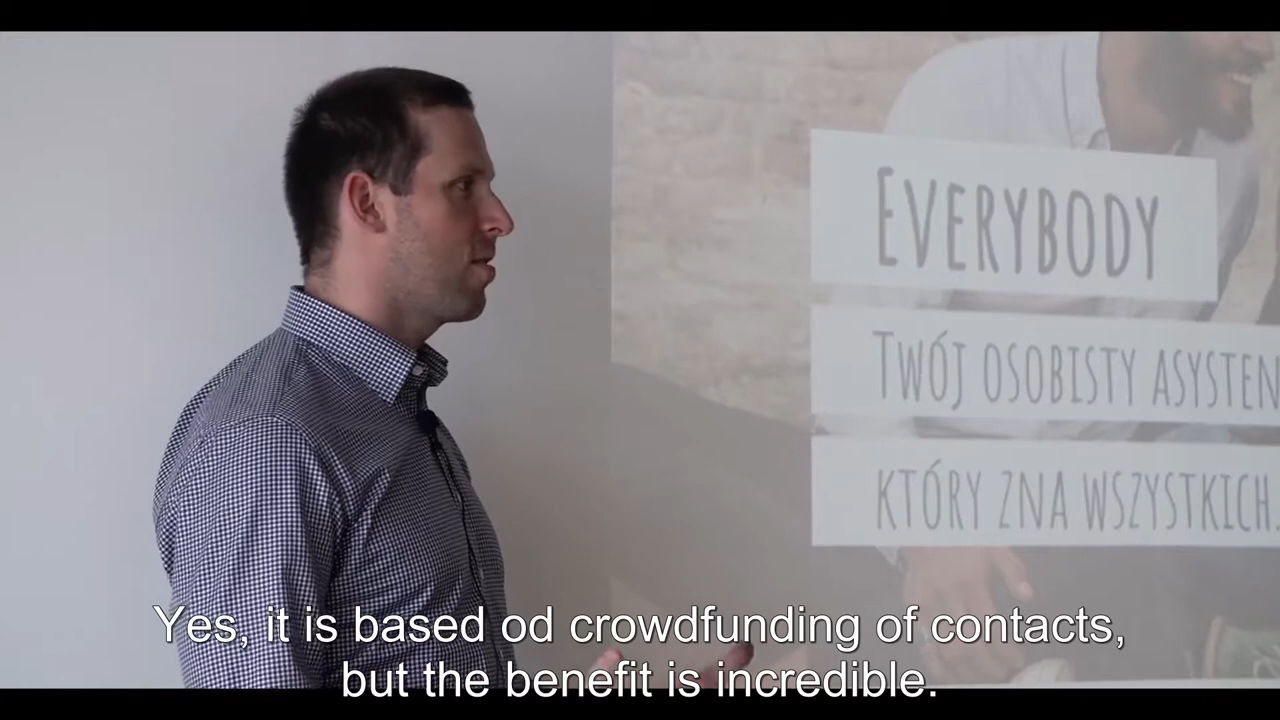 EVERYBODY
TWÓJ OSOBISTY ASYSTEN
KTÓRY ZNA WSZYSTKICH.
Yes, it is based od crowdfunding of contacts,
but the benefit is incredible.